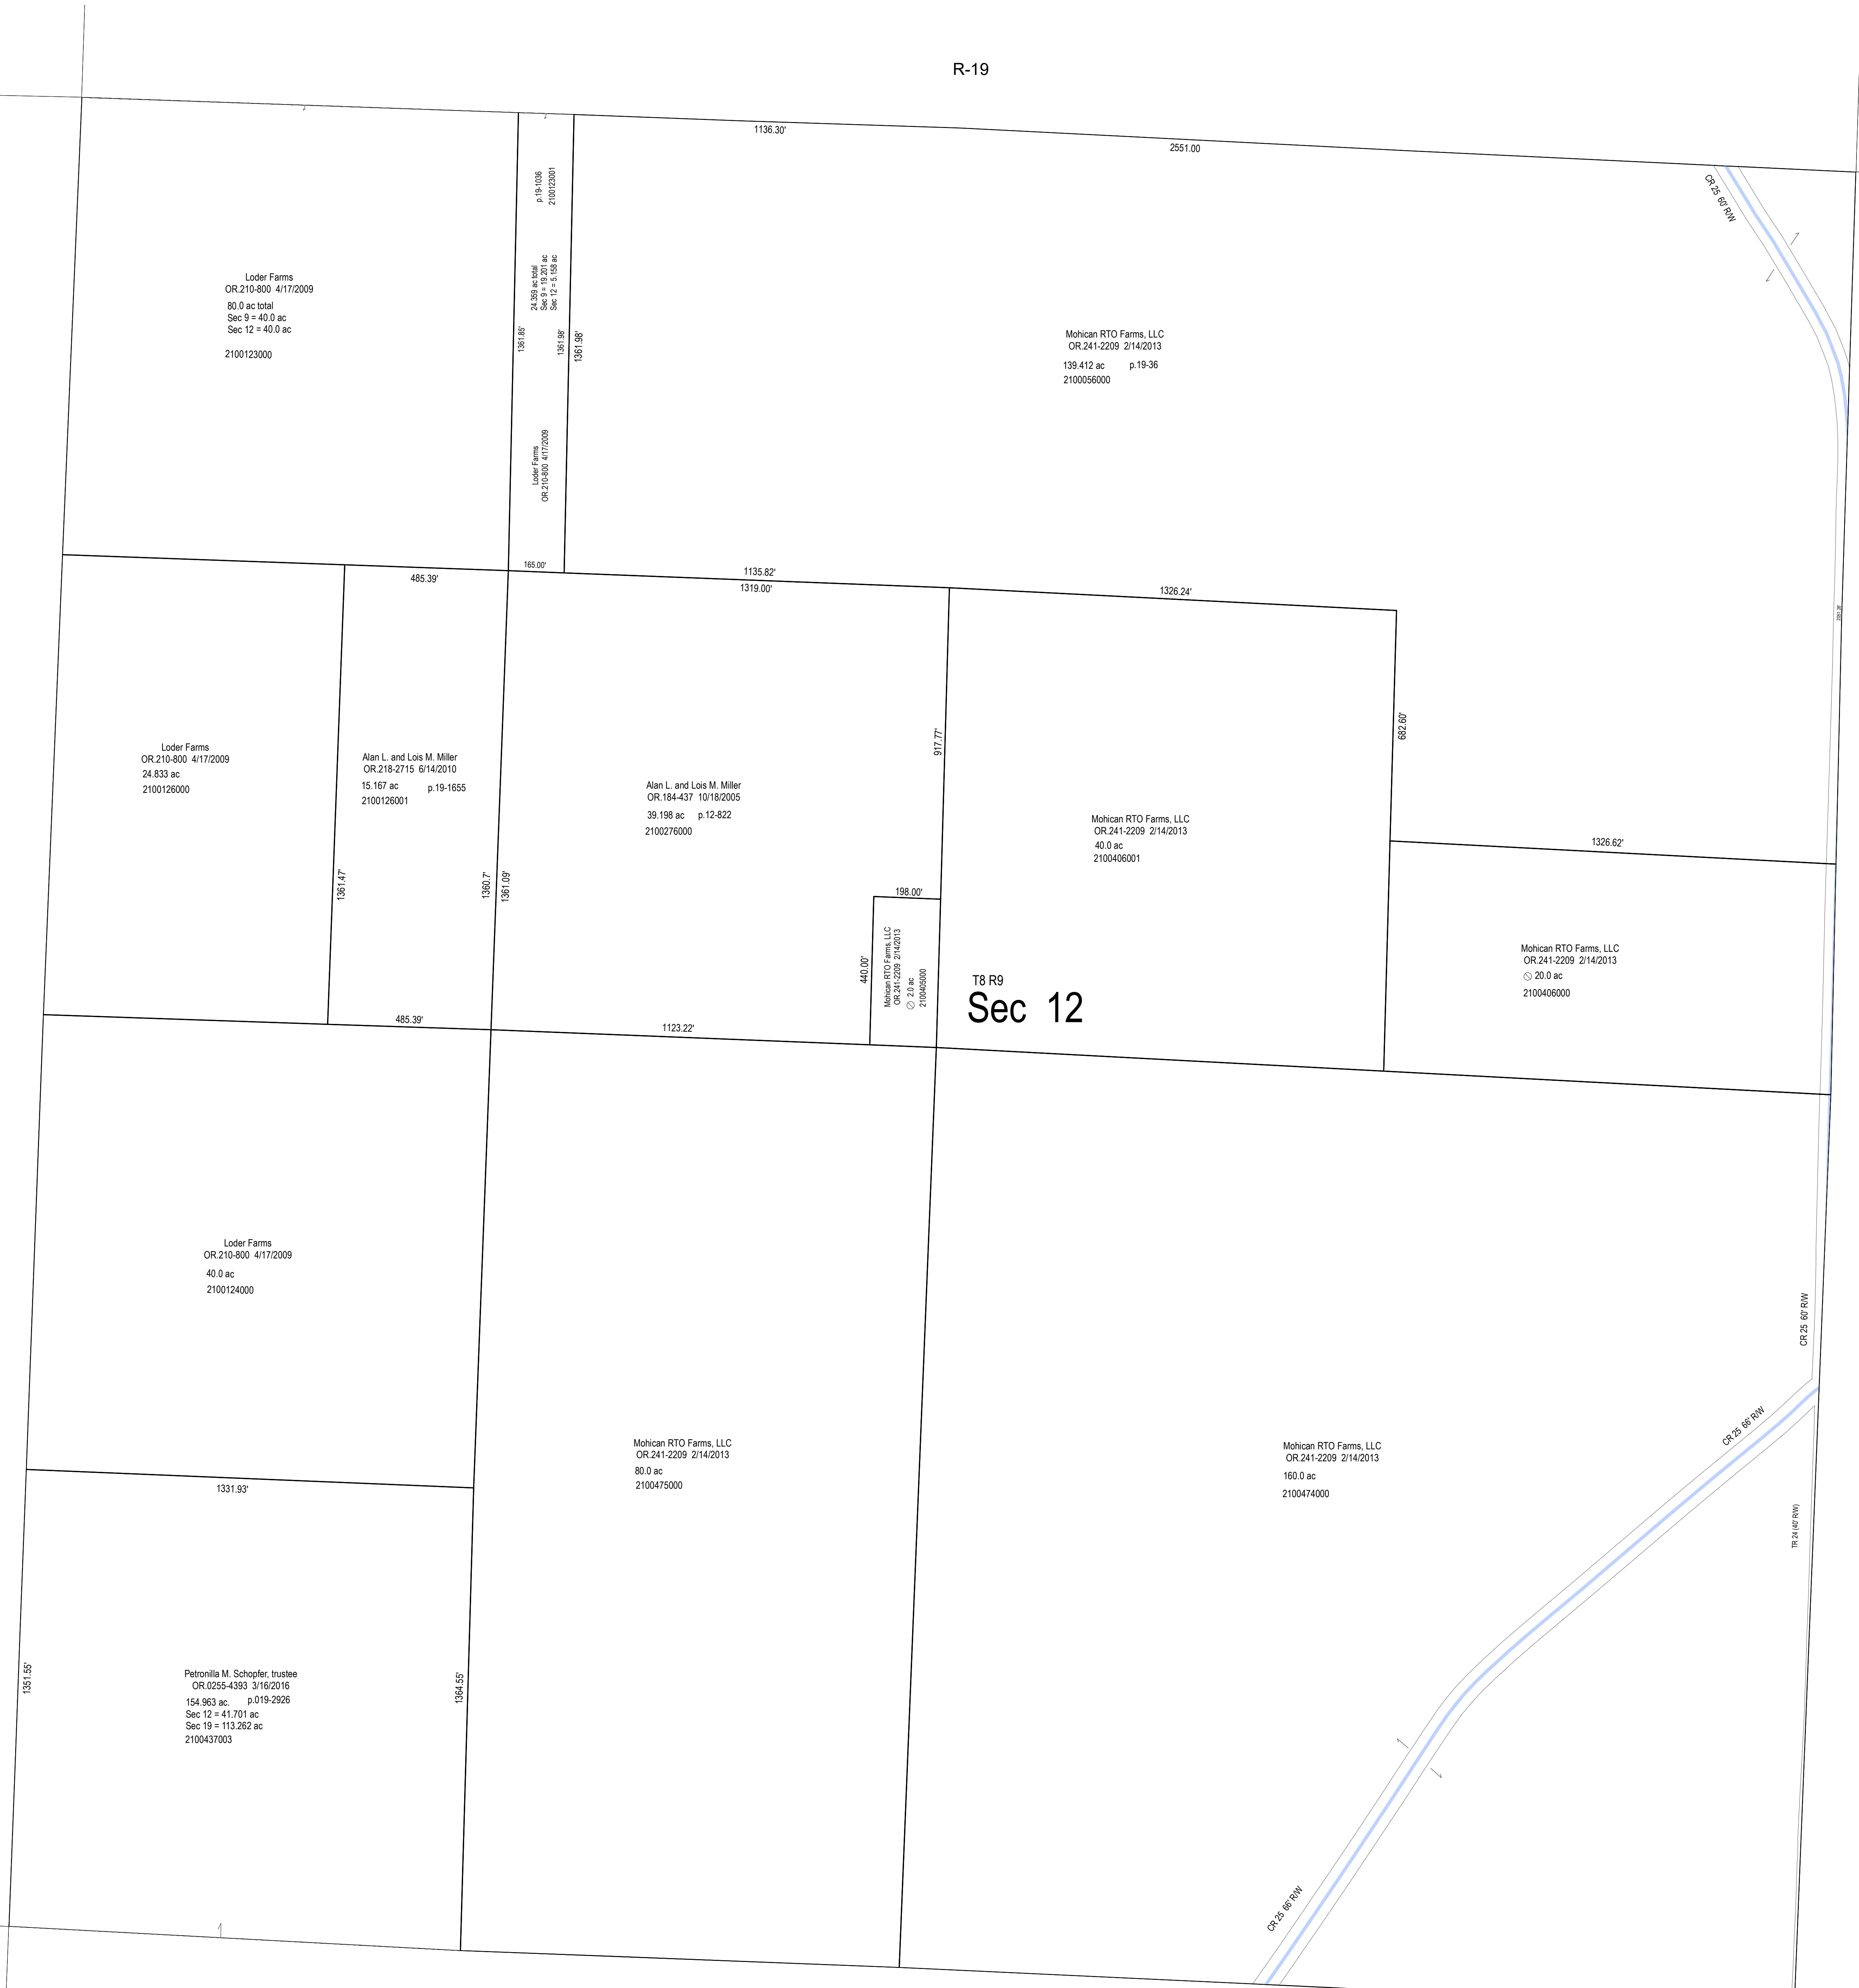 R-19
1136.30'
2551.00
CR 25 60' R/W
p.19-1036
2100123001
24.359 ac total
Sec 9 = 19.201 ac
Sec 12 = 5.158 ac
1361.85'
1361.98'
1361.98'
Loder Farms
OR.210-800 4/17/2009
165.00'
Loder Farms
OR.210-800 4/17/2009
80.0 ac total
Sec 9 = 40.0 ac
Sec 12 = 40.0 ac
2100123000
Mohican RTO Farms, LLC
OR.241-2209 2/14/2013
139.412 ac p.19-36
2100056000
485.39'
1135.82'
1319.00'
1326.24'
682.60'
917.77'
Loder Farms
OR.210-800 4/17/2009
24.833 ac
2100126000
Alan L. and Lois M. Miller
OR.218-2715 6/14/2010
15.167 ac p.19-1655
2100126001
Alan L. and Lois M. Miller
OR.184-437 10/18/2005
39.198 ac p.12-822
2100276000
Mohican RTO Farms, LLC
OR.241-2209 2/14/2013
40.0 ac
2100406001
1326.62'
1361.47'
1360.7'
1361.09'
198.00'
440.00'
Mohican RTO Farms, LLC
OR.241-2209 2/14/2013
2.0 ac
2100405000
T8 R9
Sec 12
Mohican RTO Farms, LLC
OR.241-2209 2/14/2013
20.0 ac
2100406000
485.39'
1123.22'
Loder Farms
OR.210-800 4/17/2009
40.0 ac
2100124000
CR 25 60' R/W
CR 25 66' R/W
1331.93'
Mohican RTO Farms, LLC
OR.241-2209 2/14/2013
80.0 ac
2100475000
Mohican RTO Farms, LLC
OR.241-2209 2/14/2013
160.0 ac
2100474000
TR 24 (40' R/W)
1351.55'
1364.55'
Petronilla M. Schopfer, trustee
OR.0255-4393 3/16/2016
154.963 ac. p.019-2926
Sec 12 = 41.701 ac
Sec 19 = 113.262 ac
2100437003
CR 25 66' R/W